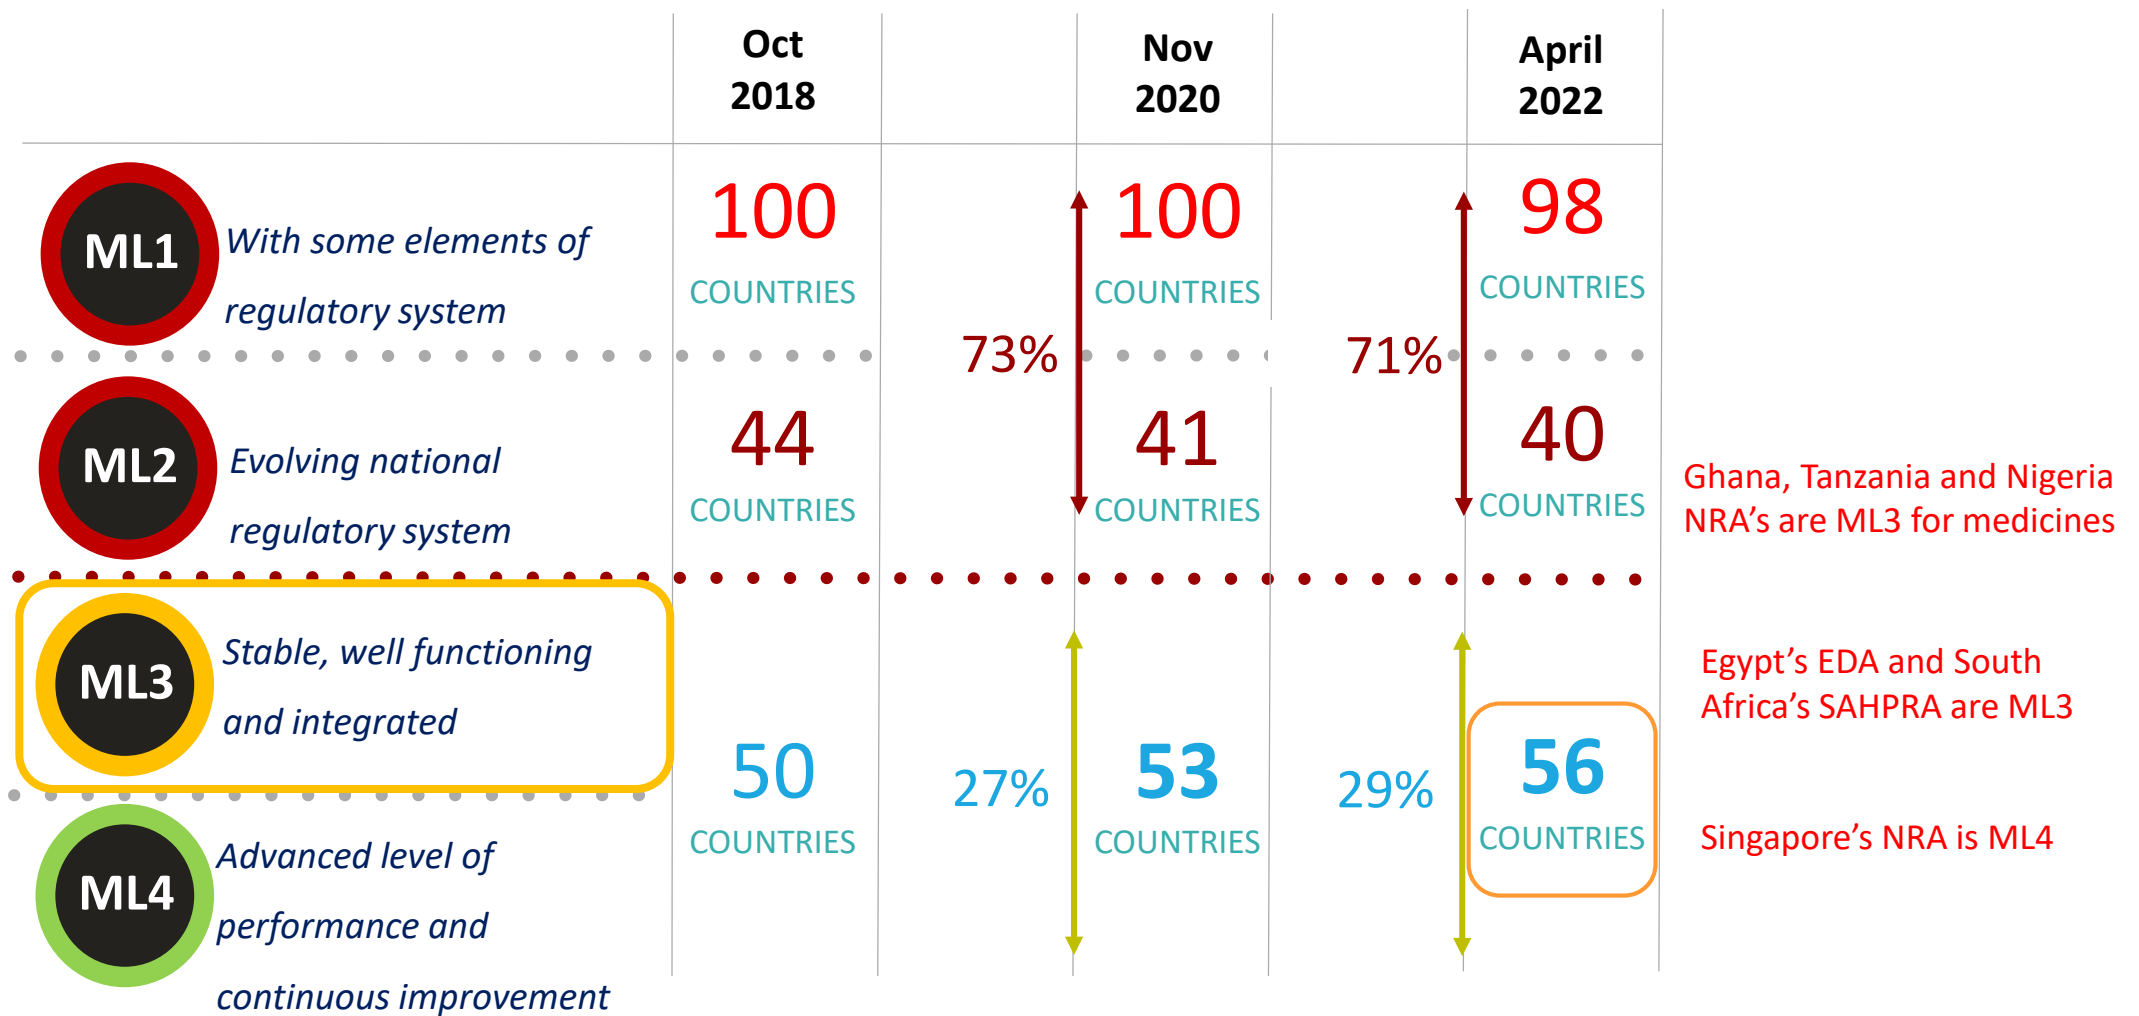 Oct
2018
Nov
2020
April
2022
ML1
With some elements of
regulatory system
100
COUNTRIES
73%
100
COUNTRIES
71%
98
COUNTRIES
ML2
Evolving national
regulatory system
44
COUNTRIES
41
COUNTRIES
40
COUNTRIES
Ghana, Tanzania and Nigeria
NRA's are ML3 for medicines
ML3
Stable, well functioning
and integrated
50
COUNTRIES
27%
53
COUNTRIES
29%
56
COUNTRIES
Egypt's EDA and South
Africa's SAHPRA are ML3
Singapore's NRA is ML4
ML4
Advanced level of
performance and
continuous improvement